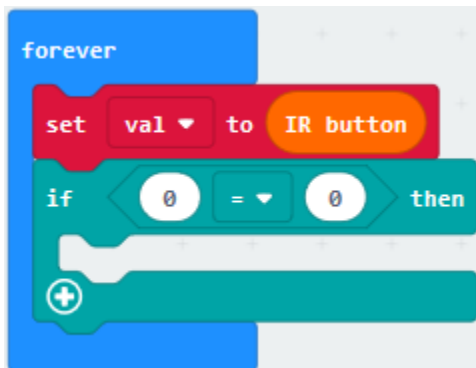 forever
set val to IR button
if 0 = 0 then